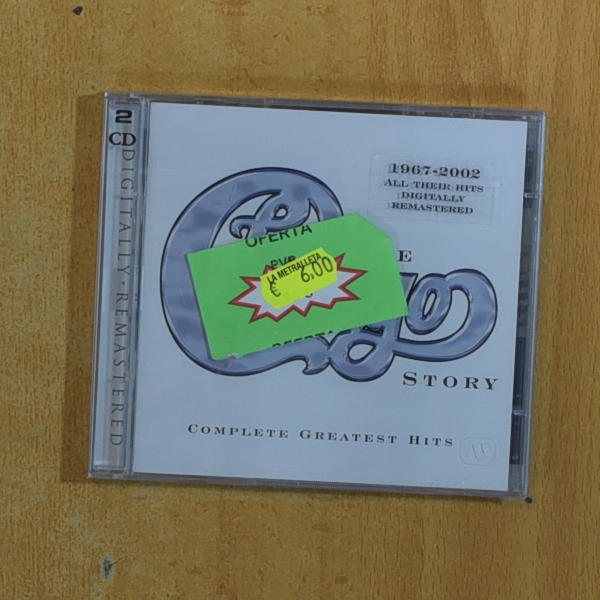 2
CD
DIGITALLY · REMASTERED
1967-2002
ALL THEIR HITS
DIGITALLY
REMASTERED
OFERTA
PVP
LA METRALLETA
€ 6,00
STORY
COMPLETE GREATEST HITS